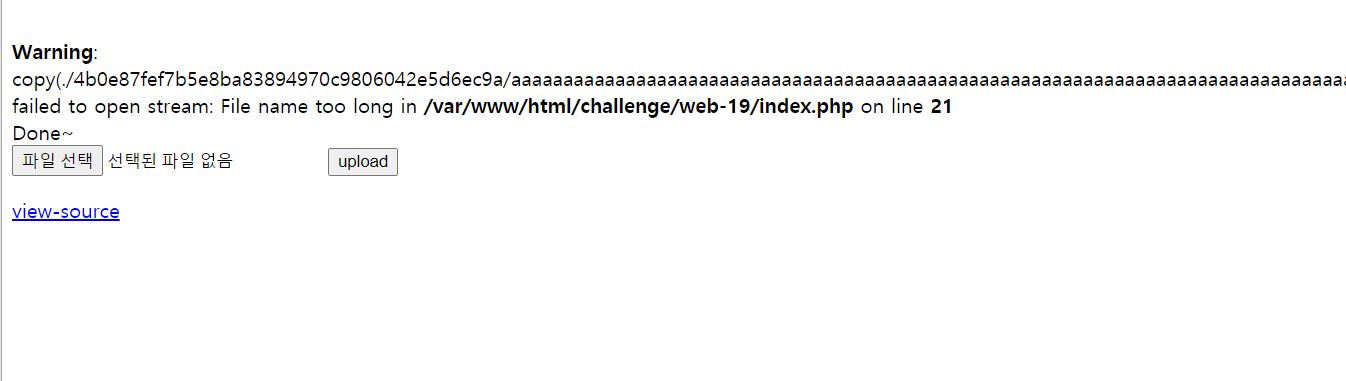 Warning:
copy(./4b0e87fef7b5e8ba83894970c9806042e5d6ec9a/aaaaaaaaaaaaaaaaaaaaaaaaaaaaaaaaaaaaaaaaaaaaaaaaaaaaaaaaaaaaaaaaaaaaaaaaaaaaaaaa
failed to open stream: File name too long in /var/www/html/challenge/web-19/index.php on line 21
Done~
파일 선택 선택된 파일 없음 upload
view-source